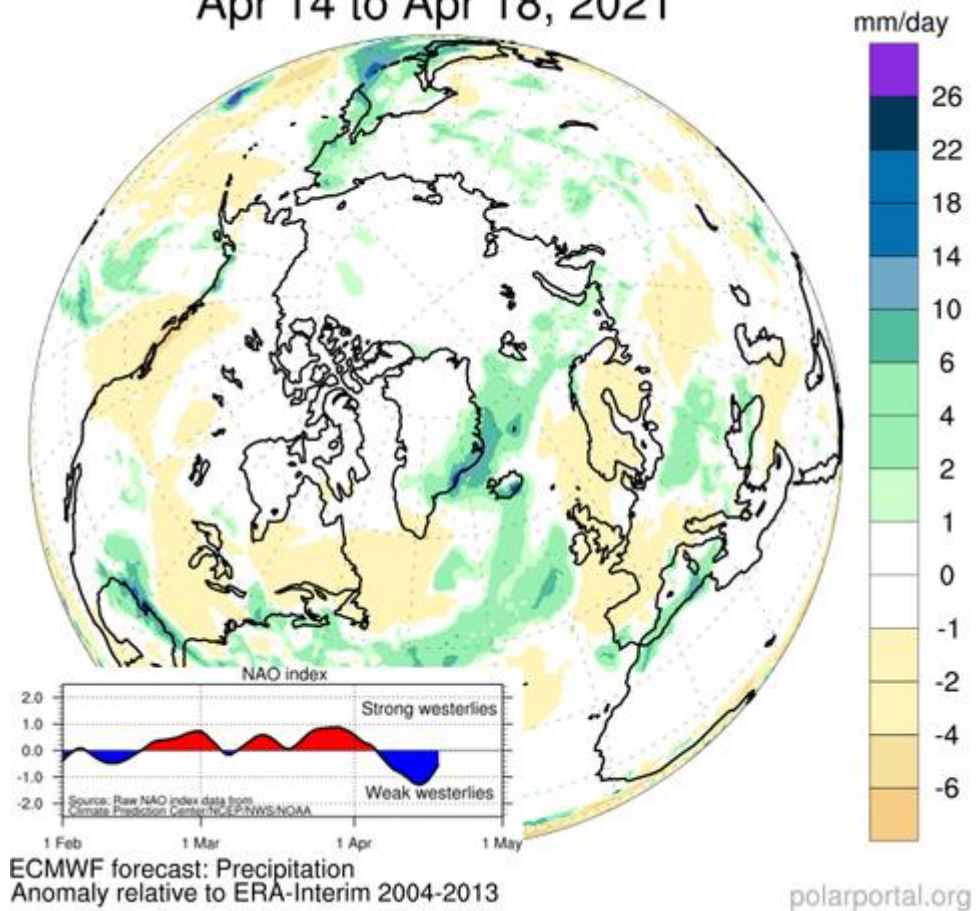 Apr 14 to Apr 18, 2021
mm/day
26
22
18
14
10
6
4
2
1
0
-1
-2
-4
-6
NAO index
2.0
1.0
0.0
-1.0
-2.0
Strong westerlies
Weak westerlies
Source: Raw NAO index data from
Climate Prediction Center/NCEP/NWS/NOAA
1 Feb
1 Mar
1 Apr
1 May
ECMWF forecast: Precipitation
Anomaly relative to ERA-Interim 2004-2013
polarportal.org